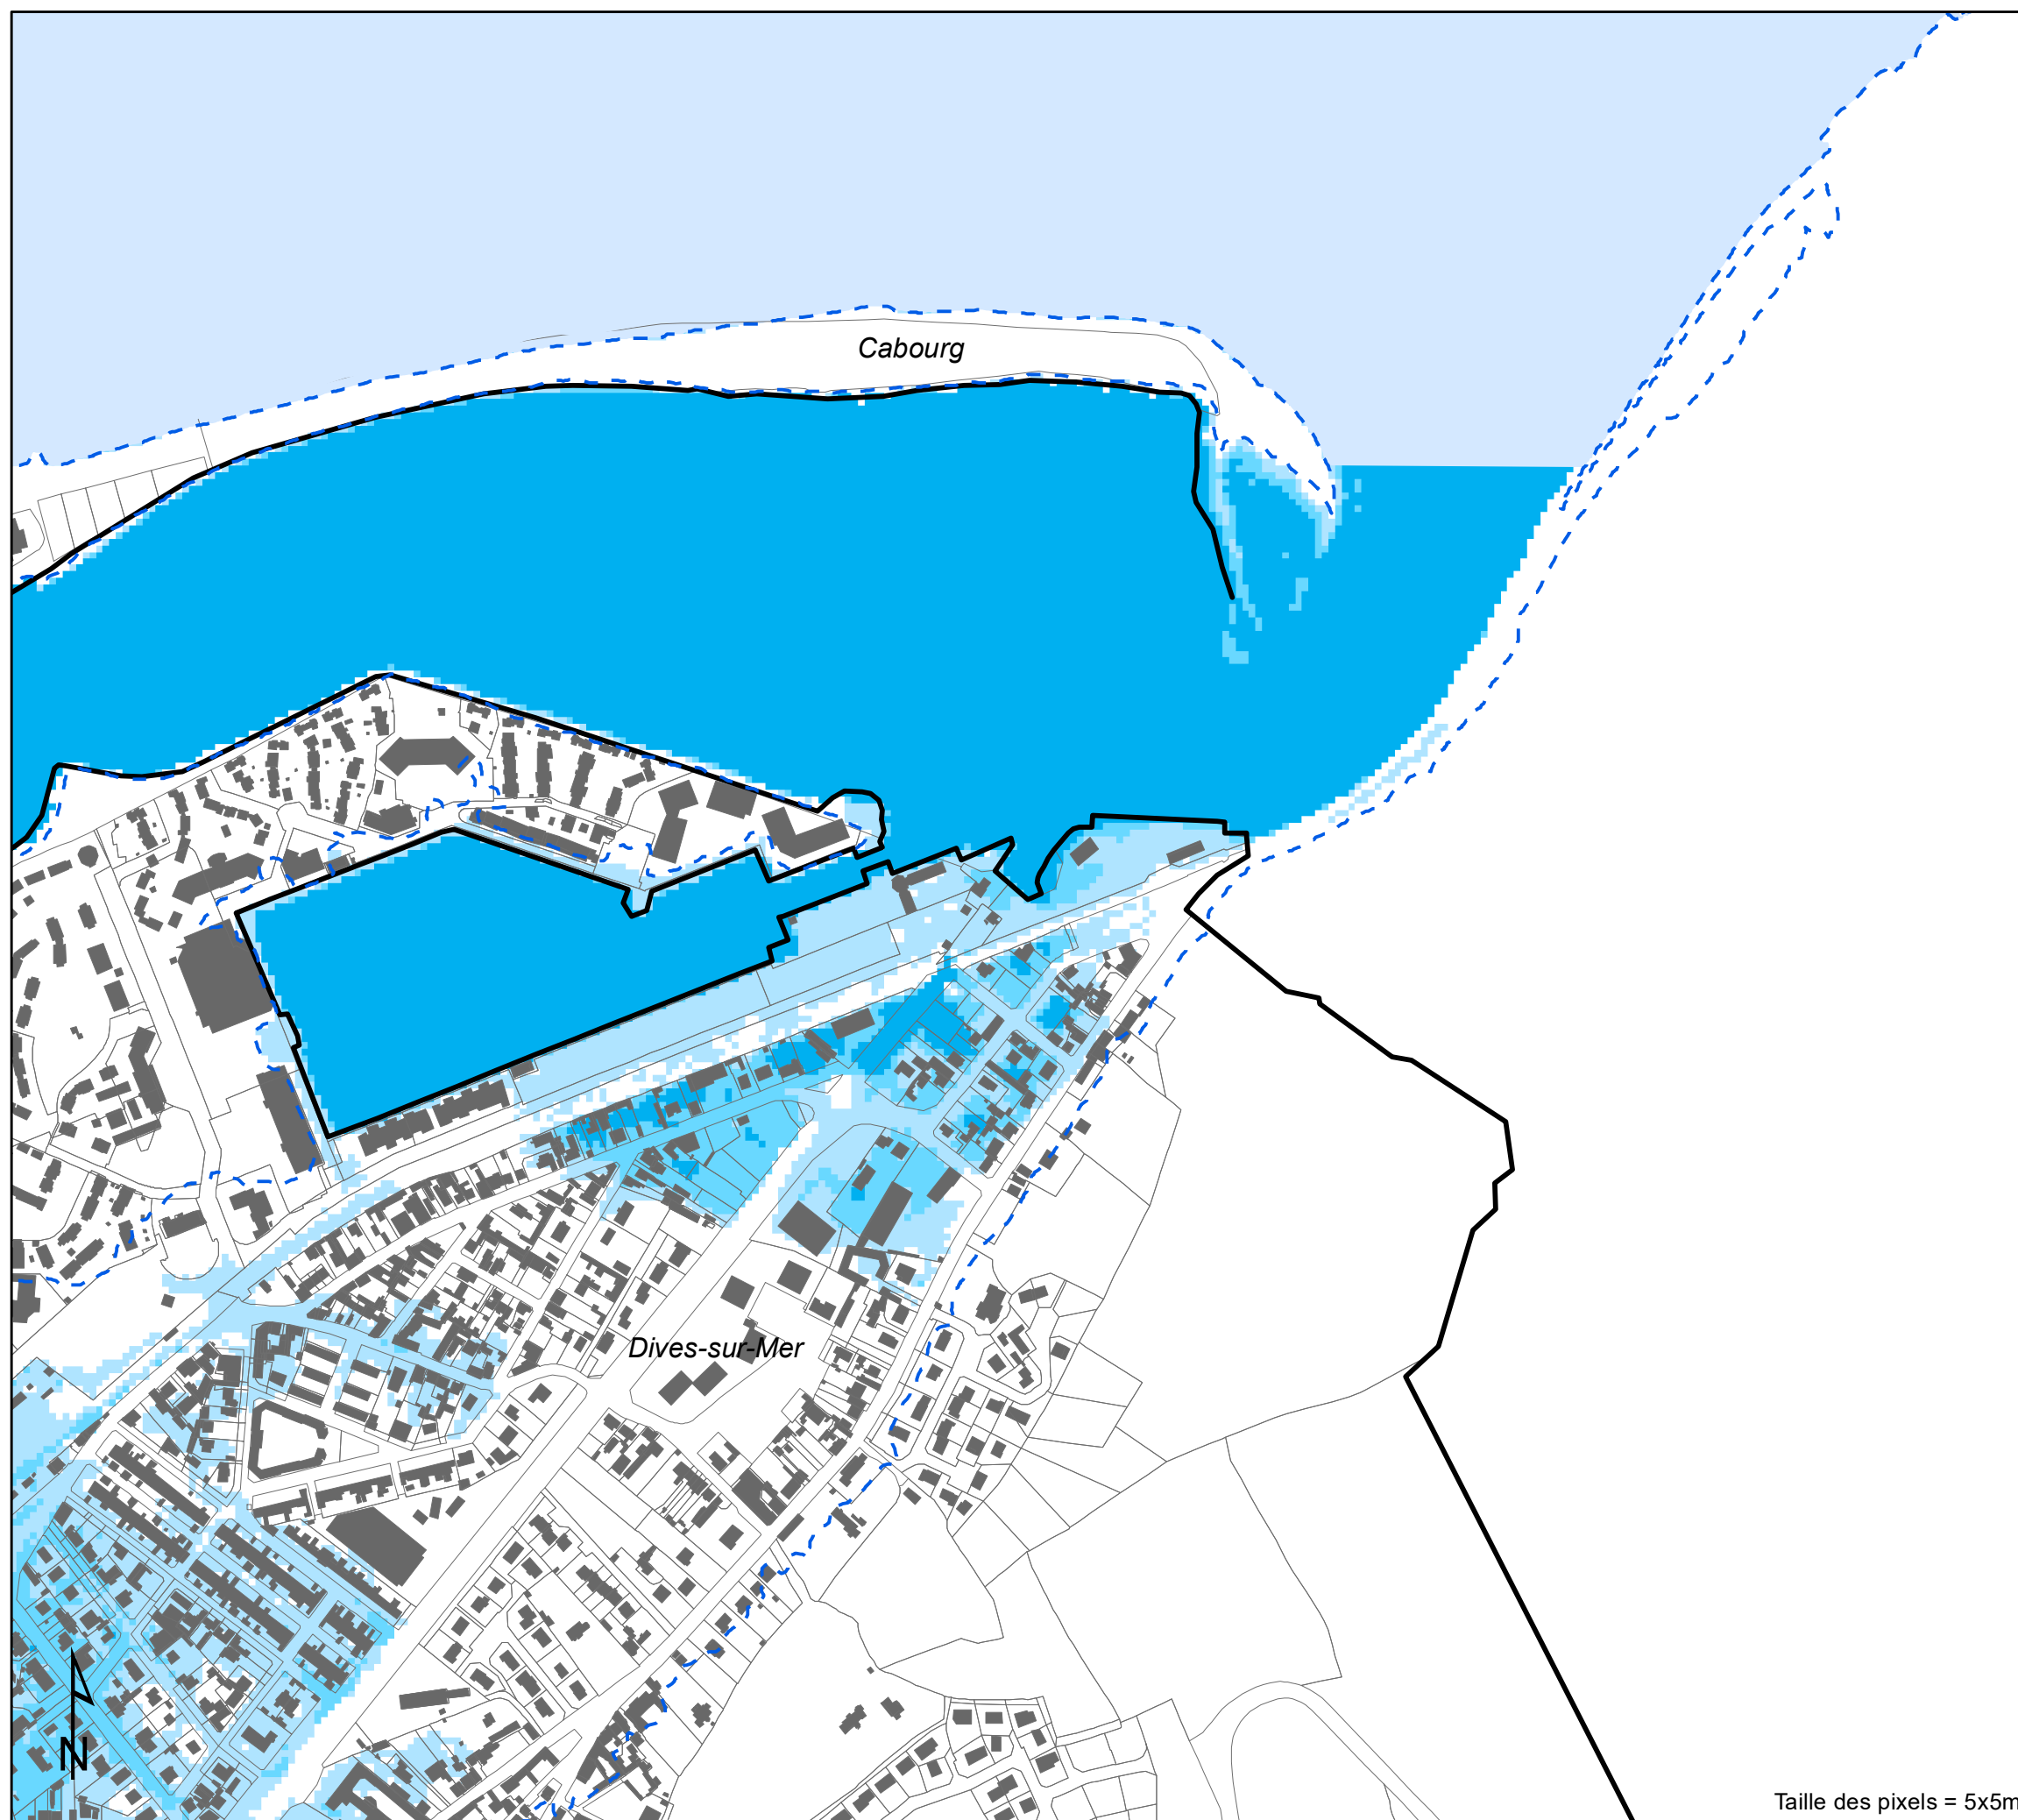 Cabourg
Dives-sur-Mer
N
Taille des pixels = 5x5m